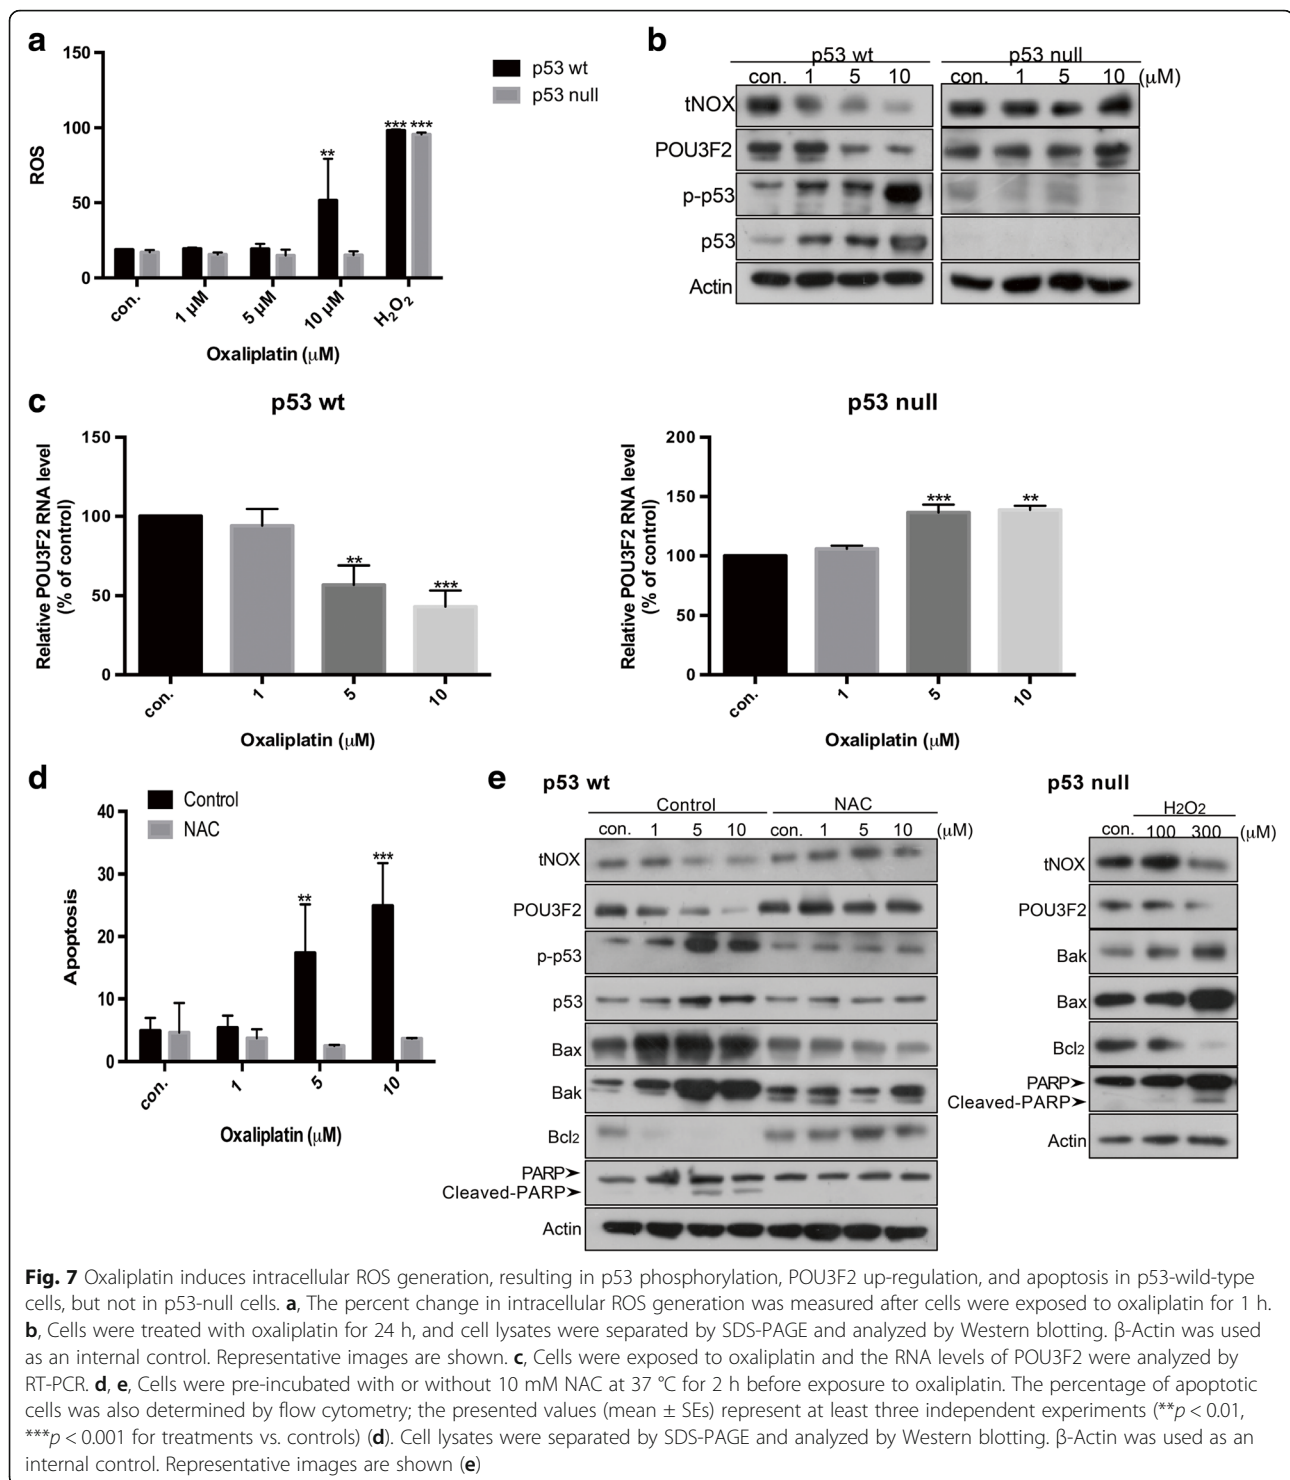 a
150
100
50
0
ROS
p53 wt
p53 null
** *** ***
con. 1 µM 5 µM 10 µM H₂O₂
Oxaliplatin (µM)
b
p53 wt p53 null
con. 1 5 10 con. 1 5 10 (µM)
tNOX
POU3F2
p-p53
p53
Actin
c
p53 wt
Relative POU3F2 RNA level
(% of control)
150
100
50
0
** ***
con. 1 5 10
Oxaliplatin (µM)
p53 null
Relative POU3F2 RNA level
(% of control)
200
150
100
50
0
*** **
con. 1 5 10
Oxaliplatin (µM)
d
Control
NAC
40
30
20
10
0
Apoptosis
** ***
con. 1 5 10
Oxaliplatin (µM)
e
p53 wt
Control NAC
con. 1 5 10 con. 1 5 10 (µM)
tNOX
POU3F2
p-p53
p53
Bax
Bak
Bcl2
PARP➤
Cleaved-PARP➤
Actin
p53 null
H2O2
con. 100 300 (µM)
tNOX
POU3F2
Bak
Bax
Bcl2
PARP➤
Cleaved-PARP➤
Actin
Fig. 7 Oxaliplatin induces intracellular ROS generation, resulting in p53 phosphorylation, POU3F2 up-regulation, and apoptosis in p53-wild-type
cells, but not in p53-null cells. a, The percent change in intracellular ROS generation was measured after cells were exposed to oxaliplatin for 1 h.
b, Cells were treated with oxaliplatin for 24 h, and cell lysates were separated by SDS-PAGE and analyzed by Western blotting. β-Actin was used
as an internal control. Representative images are shown. c, Cells were exposed to oxaliplatin and the RNA levels of POU3F2 were analyzed by
RT-PCR. d, e, Cells were pre-incubated with or without 10 mM NAC at 37 °C for 2 h before exposure to oxaliplatin. The percentage of apoptotic
cells was also determined by flow cytometry; the presented values (mean ± SEs) represent at least three independent experiments (**p < 0.01,
***p < 0.001 for treatments vs. controls) (d). Cell lysates were separated by SDS-PAGE and analyzed by Western blotting. β-Actin was used as an
internal control. Representative images are shown (e)